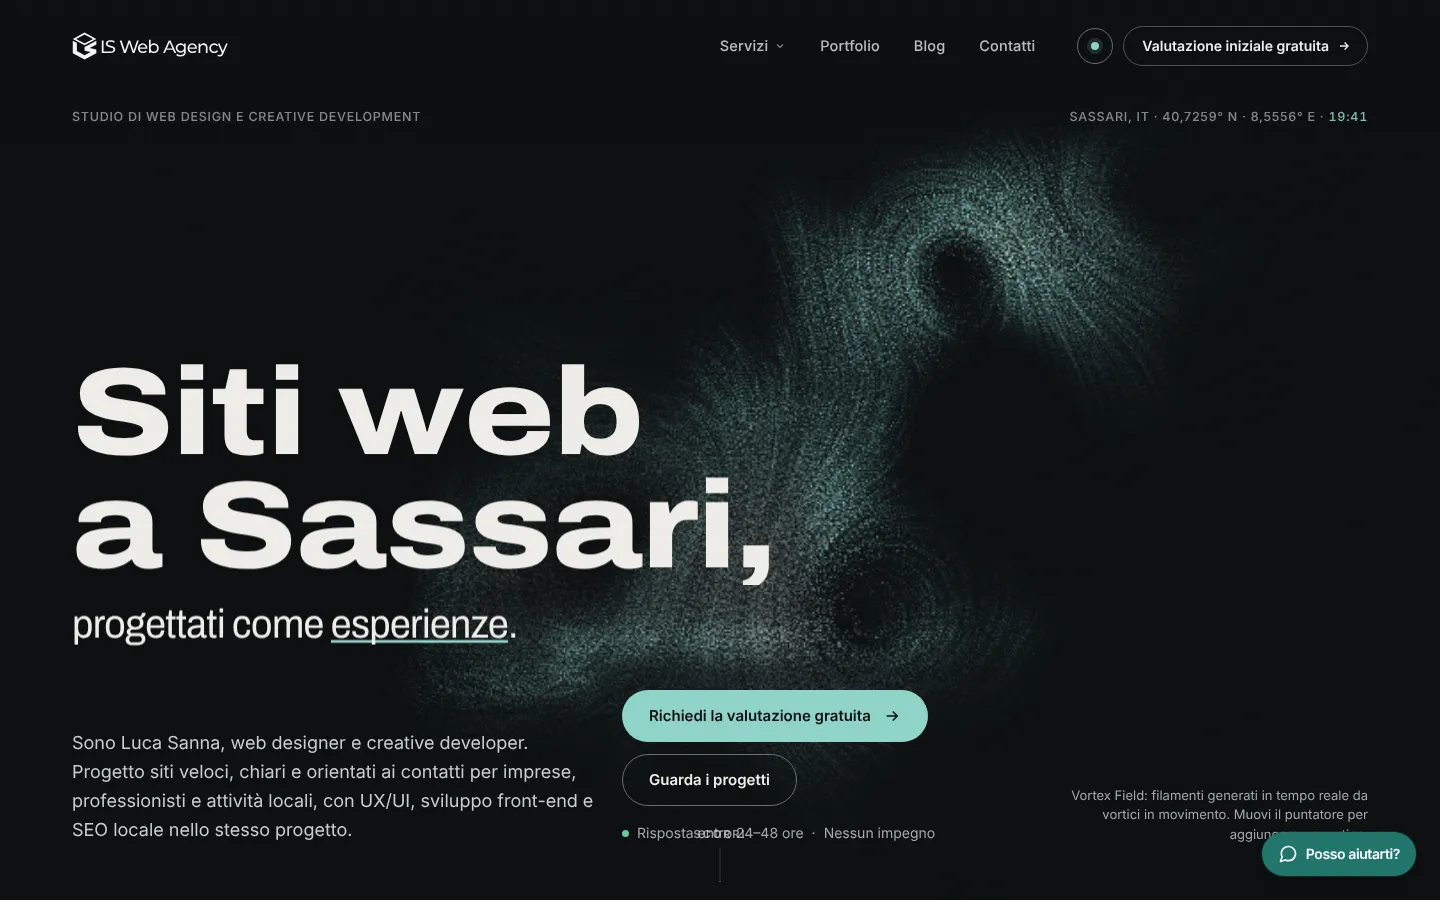 LS Web Agency
Servizi
Portfolio
Blog
Contatti
Valutazione iniziale gratuita →
STUDIO DI WEB DESIGN E CREATIVE DEVELOPMENT
SASSARI, IT · 40,7259° N · 8,5556° E · 19:41
Siti web
a Sassari,
progettati come esperienze.
Richiedi la valutazione gratuita →
Sono Luca Sanna, web designer e creative developer.
Progetto siti veloci, chiari e orientati ai contatti per imprese,
professionisti e attività locali, con UX/UI, sviluppo front-end e
SEO locale nello stesso progetto.
Guarda i progetti
Risposta entro 24–48 ore · Nessun impegno
Vortex Field: filamenti generati in tempo reale da
vortici in movimento. Muovi il puntatore per
Posso aiutarti?